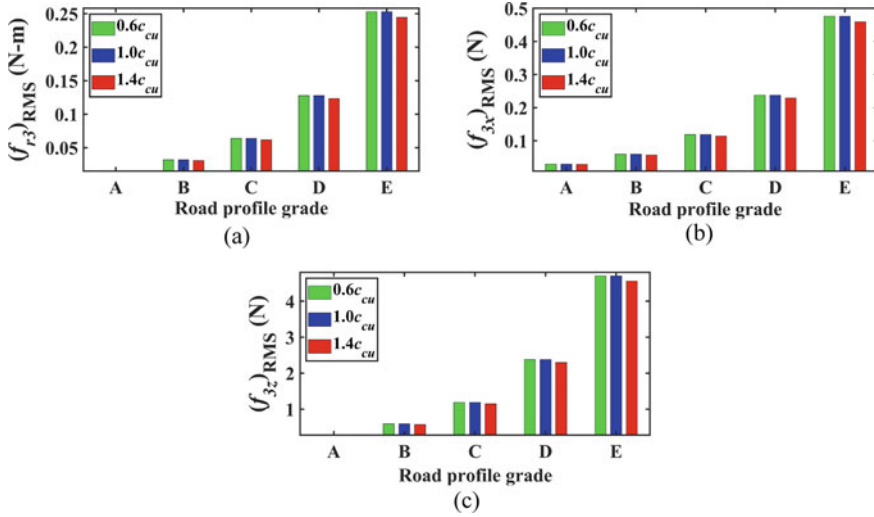 0.25
0.2
0.15
0.1
0.05
(f_r3)_RMS (N-m)
0.6c_cu
1.0c_cu
1.4c_cu
A B C D E
Road profile grade
(a)
0.5
0.4
0.3
0.2
0.1
(f_3x)_RMS (N)
0.6c_cu
1.0c_cu
1.4c_cu
A B C D E
Road profile grade
(b)
4
3
2
1
(f_3z)_RMS (N)
0.6c_cu
1.0c_cu
1.4c_cu
A B C D E
Road profile grade
(c)